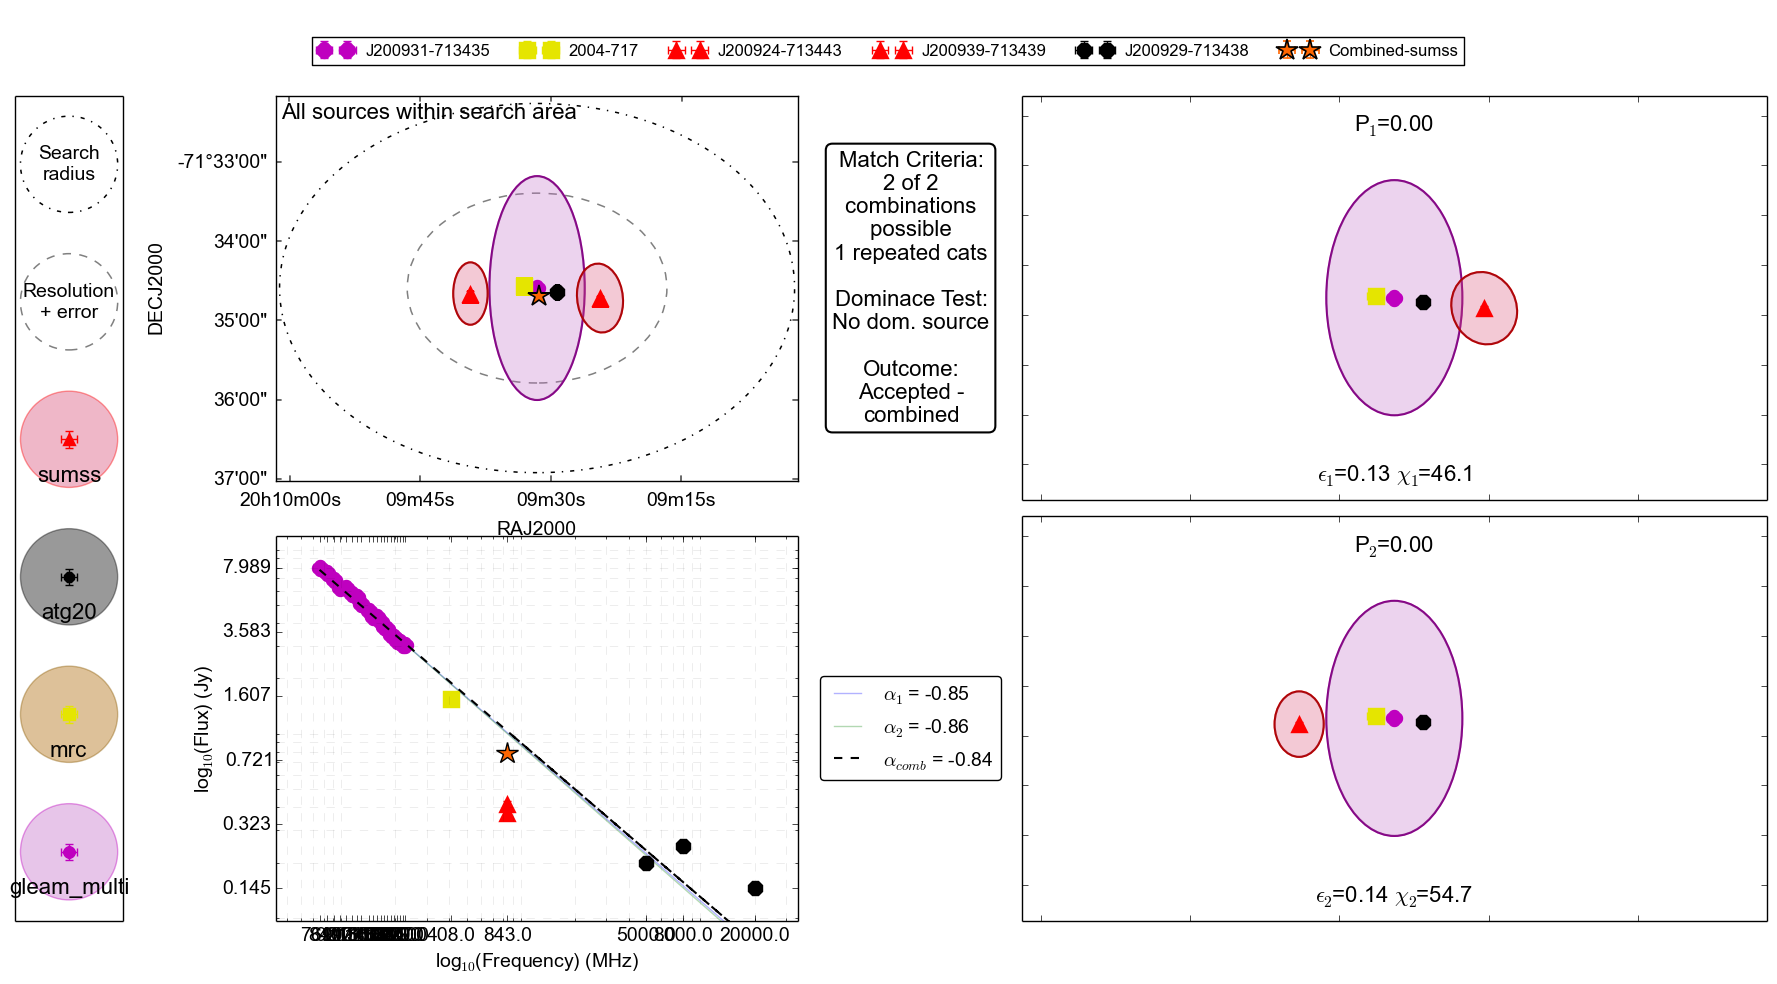 J200931-713435 2004-717 J200924-713443 J200939-713439 J200929-713438 Combined-sumss
Search
radius
Resolution
+ error
sumss
atg20
mrc
gleam_multi
All sources within search area
DECJ2000
-71°33'00"
34'00"
35'00"
36'00"
37'00"
20h10m00s 09m45s 09m30s 09m15s
RAJ2000
Match Criteria:
2 of 2
combinations
possible
1 repeated cats
Dominace Test:
No dom. source
Outcome:
Accepted -
combined
P1=0.00
ϵ1=0.13 χ1=46.1
log10(Flux) (Jy)
7.989
3.583
1.607
0.721
0.323
0.145
408.0 843.0 5000.0 8000.0 20000.0
log10(Frequency) (MHz)
α1 = -0.85
α2 = -0.86
αcomb = -0.84
P2=0.00
ϵ2=0.14 χ2=54.7